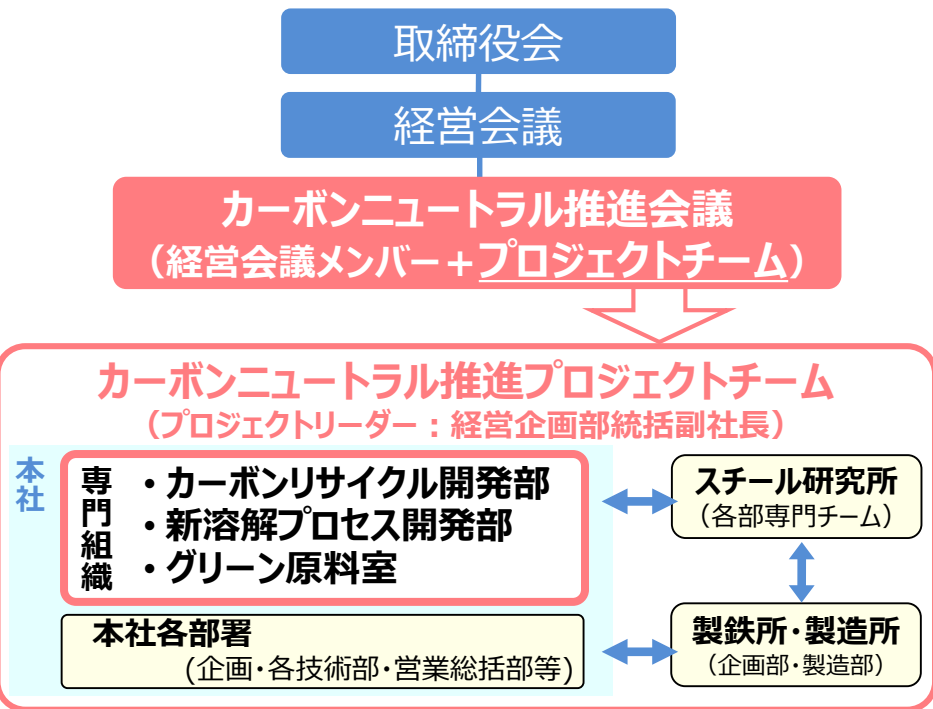 取締役会
経営会議
カーボンニュートラル推進会議
(経営会議メンバー+プロジェクトチーム)
カーボンニュートラル推進プロジェクトチーム
(プロジェクトリーダー:経営企画部統括副社長)
本社
専門組織
・カーボンリサイクル開発部
・新溶解プロセス開発部
・グリーン原料室
スチール研究所
(各部専門チーム)
本社各部署
(企画・各技術部・営業総括部等)
製鉄所・製造所
(企画部・製造部)